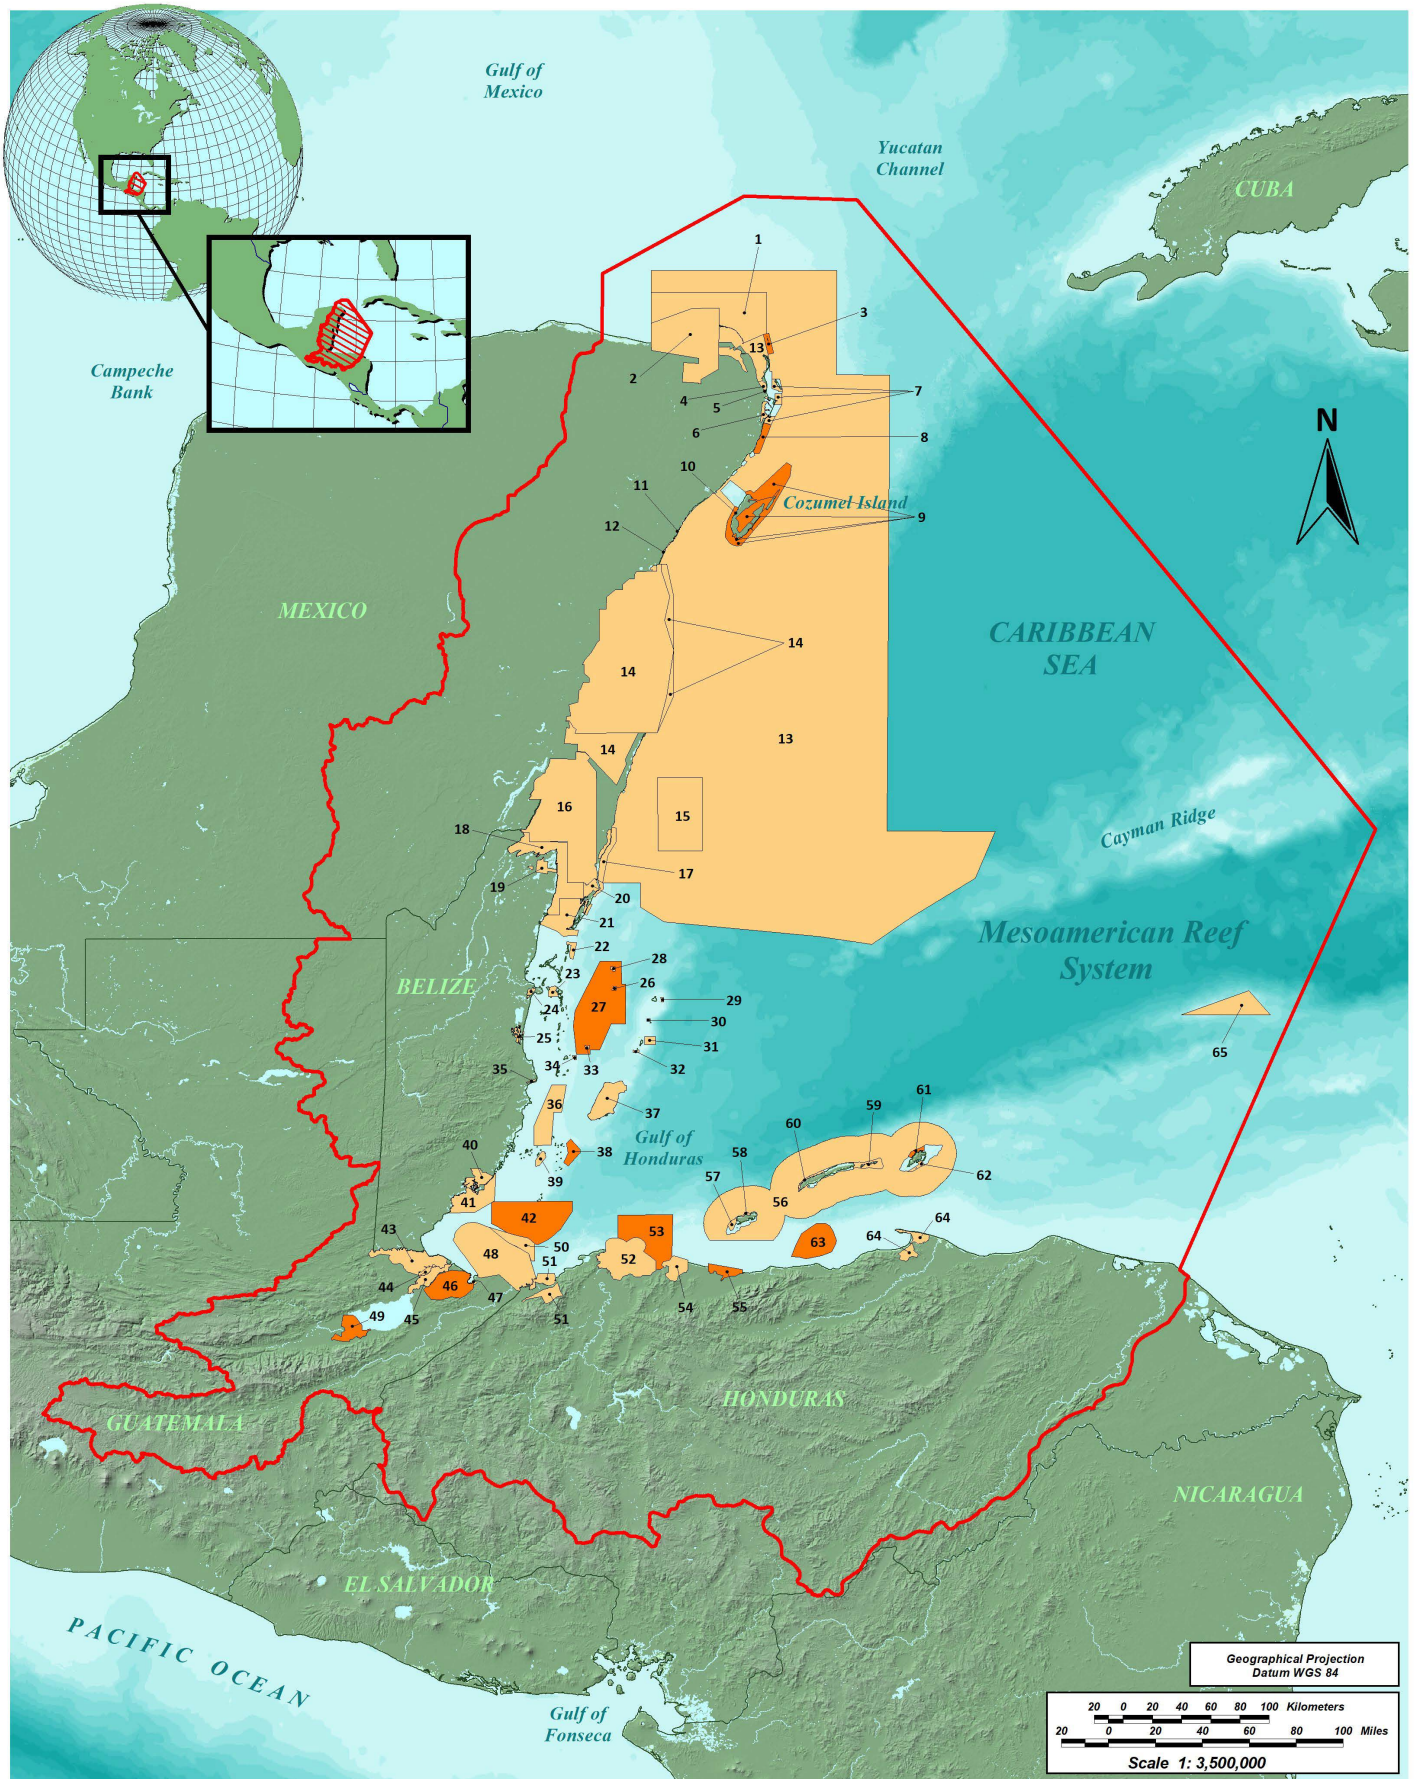 Gulf of
Mexico
Yucatan
Channel
CUBA
1
3
13
Campeche
Bank
2
4
5
7
6
8
N
10
11
Cozumel Island
9
12
MEXICO
CARIBBEAN
SEA
14
14
13
14
16
15
Cayman Ridge
18
17
19
20
21
Mesoamerican Reef
System
22
28
23
26
BELIZE
29
24
27
30
25
31
65
34
33
32
35
36
61
59
37
60
40
Gulf of
Honduras
38
58
39
62
57
56
41
42
64
43
53
50
64
63
48
52
51
44
46
47
54
55
45
49
51
HONDURAS
GUATEMALA
NICARAGUA
EL SALVADOR
PACIFIC OCEAN
Geographical Projection
Datum WGS 84
Gulf of
Fonseca
20 0 20 40 60 80 100 Kilometers
20 0 20 40 60 80 100 Miles
Scale 1: 3,500,000